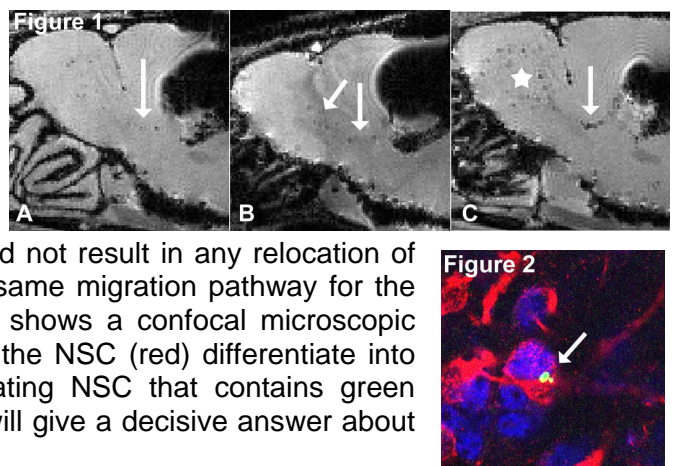 Figure 1
A
B
C
d not result in any relocation of
same migration pathway for the
shows a confocal microscopic
the NSC (red) differentiate into
ating NSC that contains green
vill give a decisive answer about
Figure 2